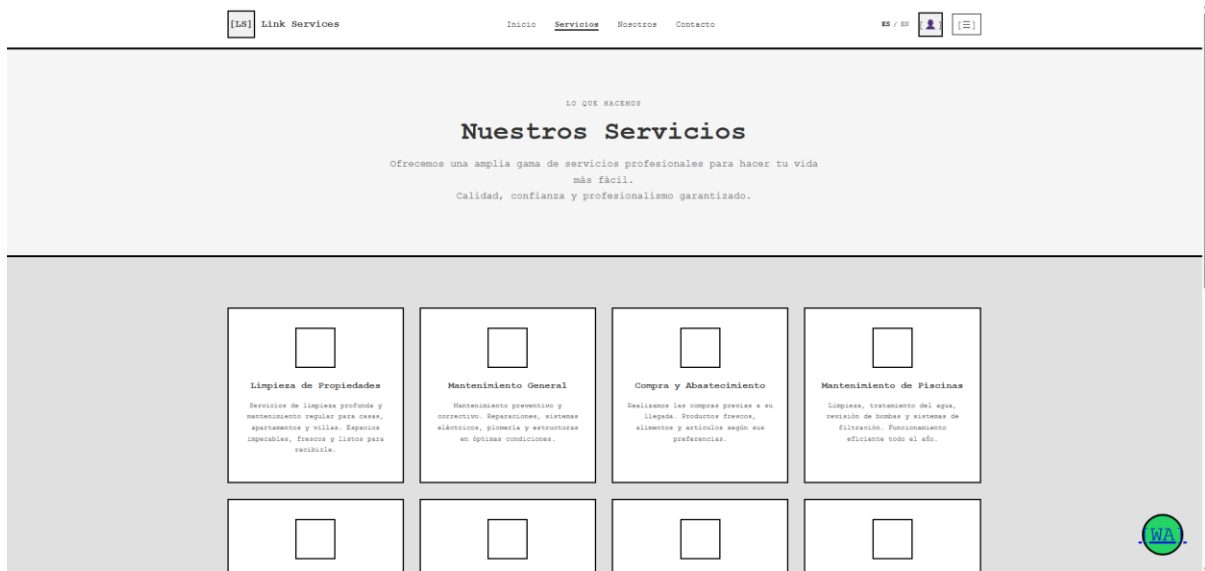 [LS] Link Services
Inicio Servicios Nosotros Contacto
ES / EN
[👤]
[☰]
LO QUE HACEMOS
Nuestros Servicios
Ofrecemos una amplia gama de servicios profesionales para hacer tu vida
más fácil.
Calidad, confianza y profesionalismo garantizado.
Limpieza de Propiedades
Servicios de limpieza profunda y
mantenimiento regular para casas,
apartamentos y villas. Espacios
impecables, frescos y listos para
recibirle.
Mantenimiento General
Mantenimiento preventivo y
correctivo. Reparaciones, sistemas
eléctricos, plomería y estructuras
en óptimas condiciones.
Compra y Abastecimiento
Realizamos las compras previas a su
llegada. Productos frescos,
alimentos y artículos según sus
preferencias.
Mantenimiento de Piscinas
Limpieza, tratamiento del agua,
revisión de bombas y sistemas de
filtración. Funcionamiento
eficiente todo el año.
[WA]